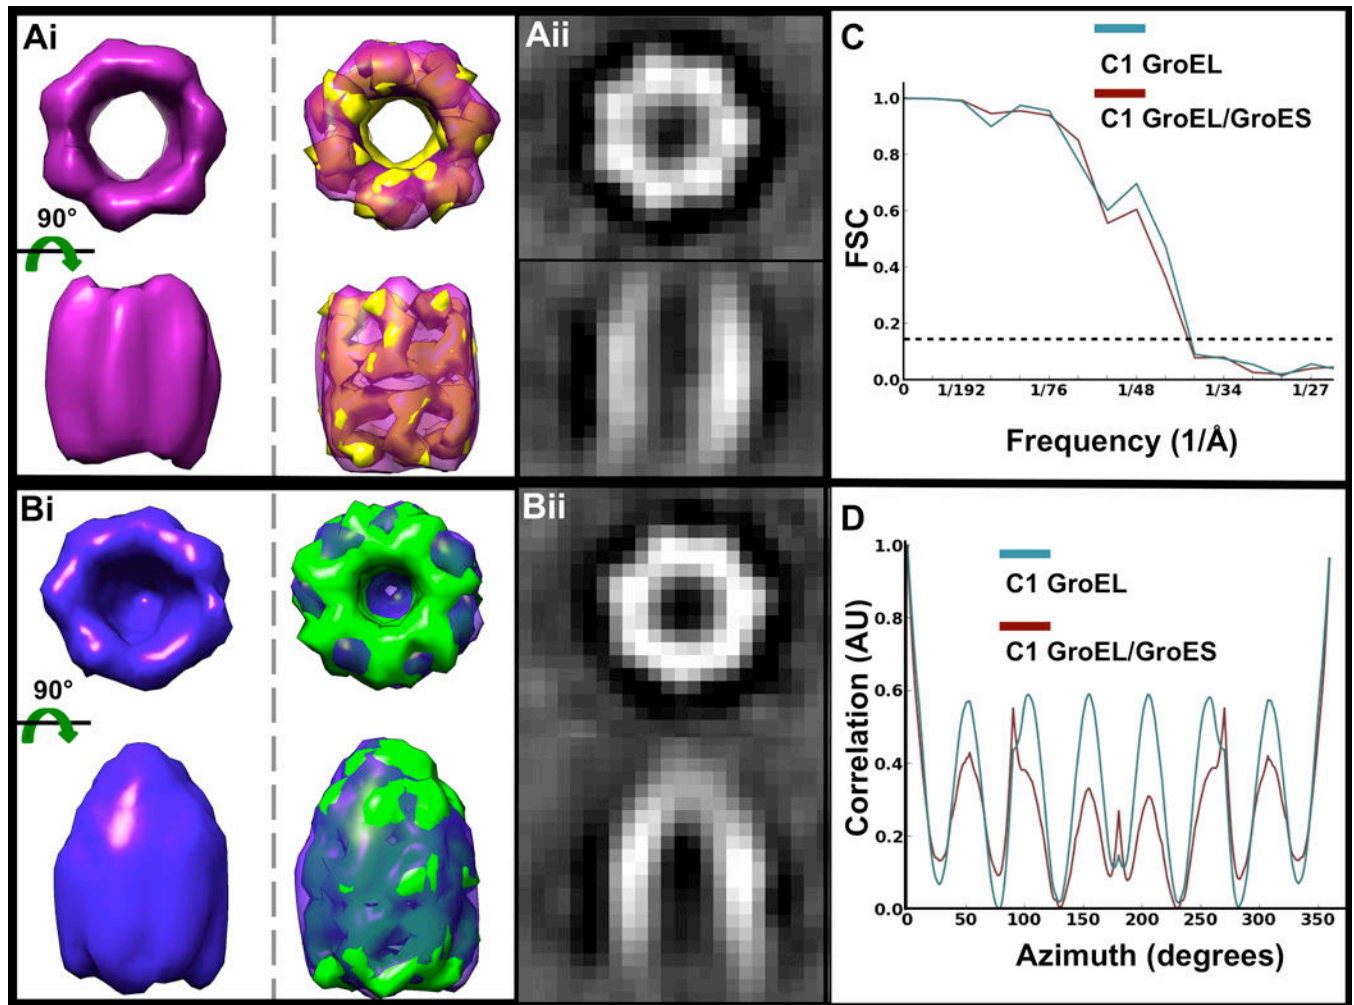 Ai
90°
Aii
C
C1 GroEL
C1 GroEL/GroES
FSC
1.0
0.8
0.6
0.4
0.2
0.0
0
1/192
1/76
1/48
1/34
1/27
Frequency (1/Å)
Bi
90°
Bii
D
C1 GroEL
C1 GroEL/GroES
Correlation (AU)
1.0
0.8
0.6
0.4
0.2
0.0
0
50
100
150
200
250
300
350
Azimuth (degrees)